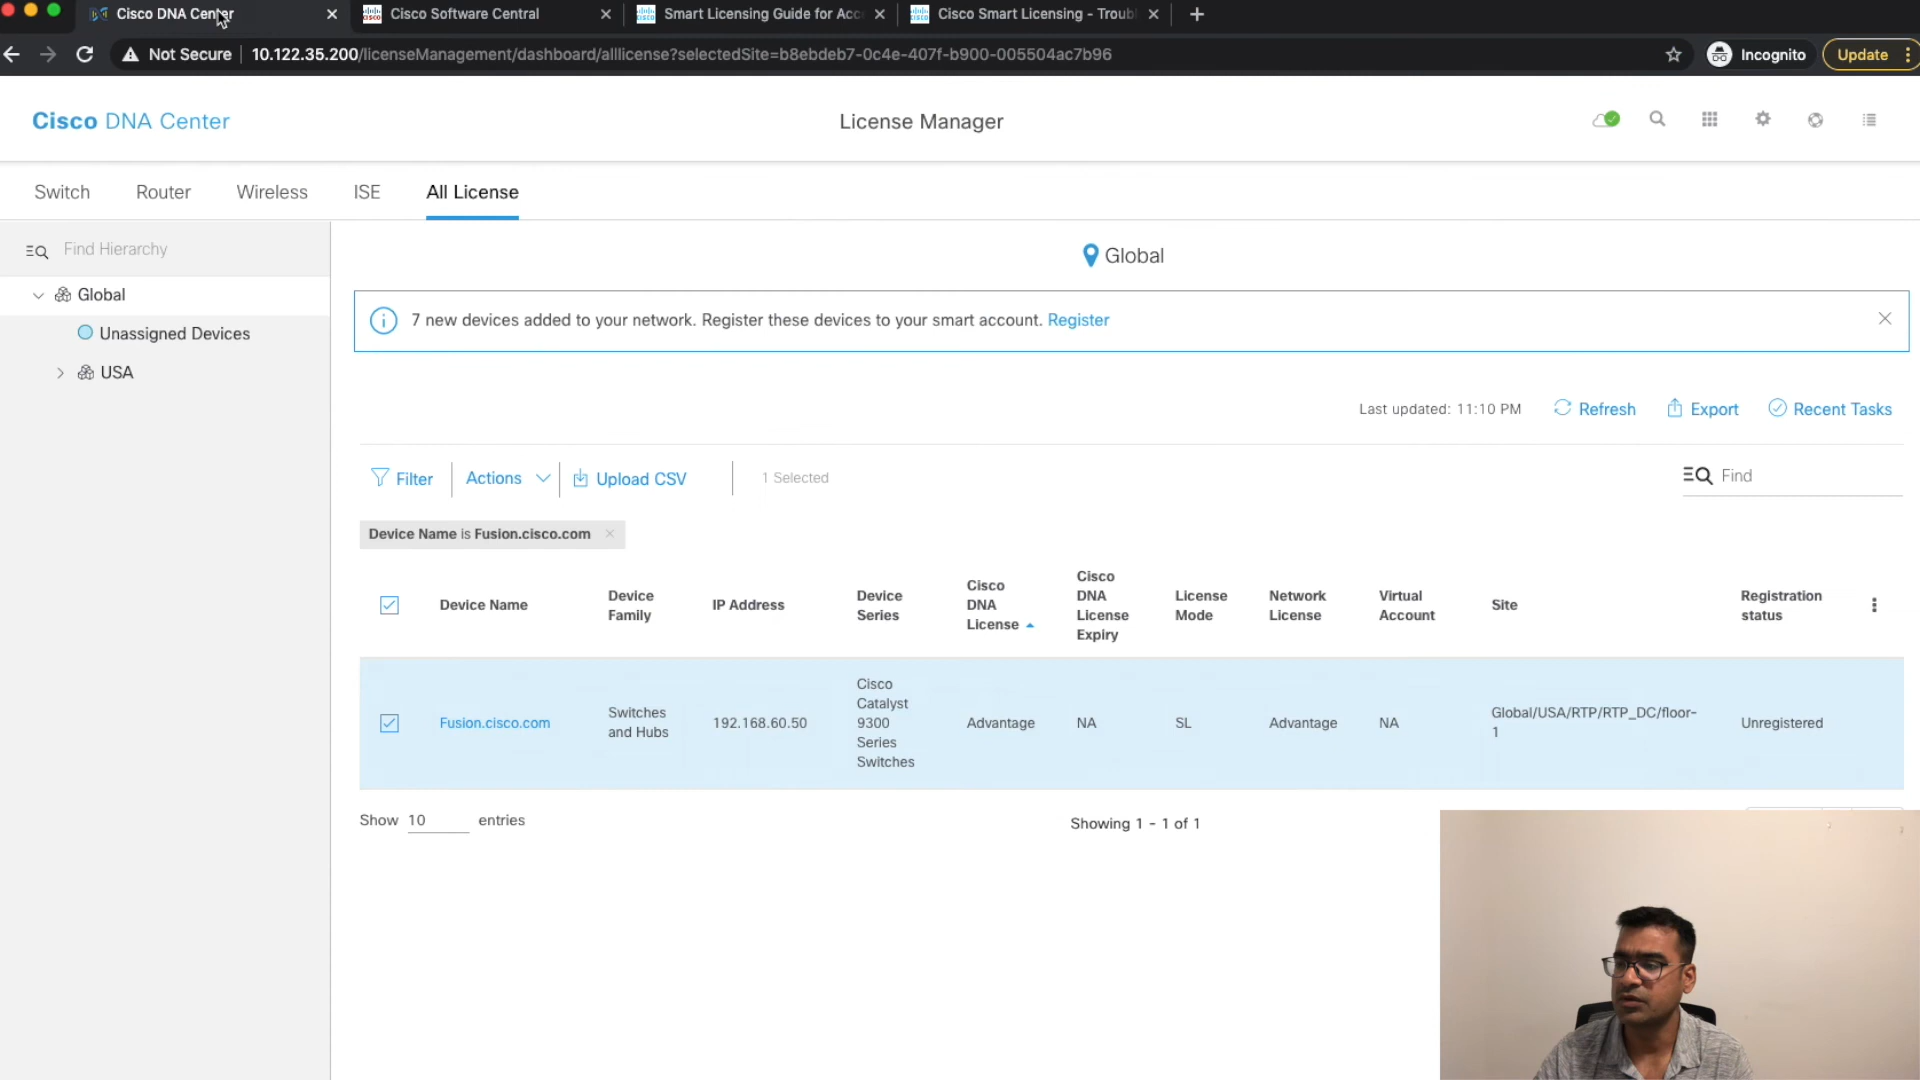 Cisco DNA Center
Cisco Software Central
Smart Licensing Guide for Acc
Cisco Smart Licensing - Troubl
Not Secure
10.122.35.200/licenseManagement/dashboard/alllicense?selectedSite=b8ebdeb7-0c4e-407f-b900-005504ac7b96
Incognito
Update
Cisco DNA Center
License Manager
Switch
Router
Wireless
ISE
All License
Find Hierarchy
Global
Unassigned Devices
USA
Global
7 new devices added to your network. Register these devices to your smart account. Register
Last updated: 11:10 PM
Refresh
Export
Recent Tasks
Filter
Actions
Upload CSV
1 Selected
Find
Device Name is Fusion.cisco.com
Device Name
Device
Family
IP Address
Device
Series
Cisco
DNA
License
Cisco
DNA
License
Expiry
License
Mode
Network
License
Virtual
Account
Site
Registration
status
Fusion.cisco.com
Switches
and Hubs
192.168.60.50
Cisco
Catalyst
9300
Series
Switches
Advantage
NA
SL
Advantage
NA
Global/USA/RTP/RTP_DC/floor-
1
Unregistered
Show 10 entries
Showing 1 - 1 of 1